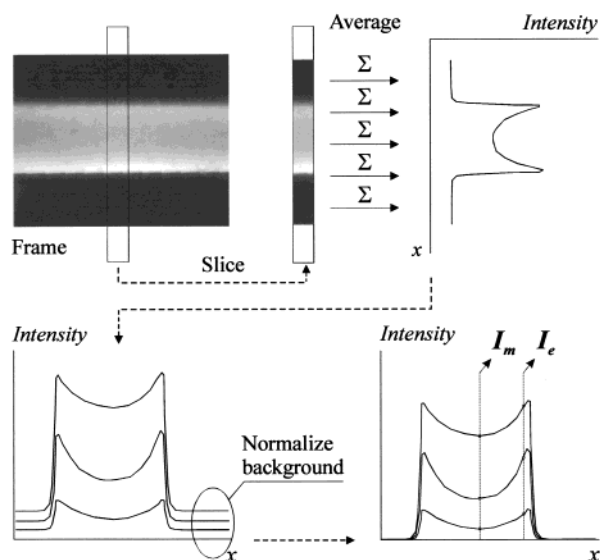 Average
Intensity
Σ
Σ
Σ
Σ
Σ
x
Frame
Slice
Intensity
Normalize
background
x
Intensity
I_m
I_e
x